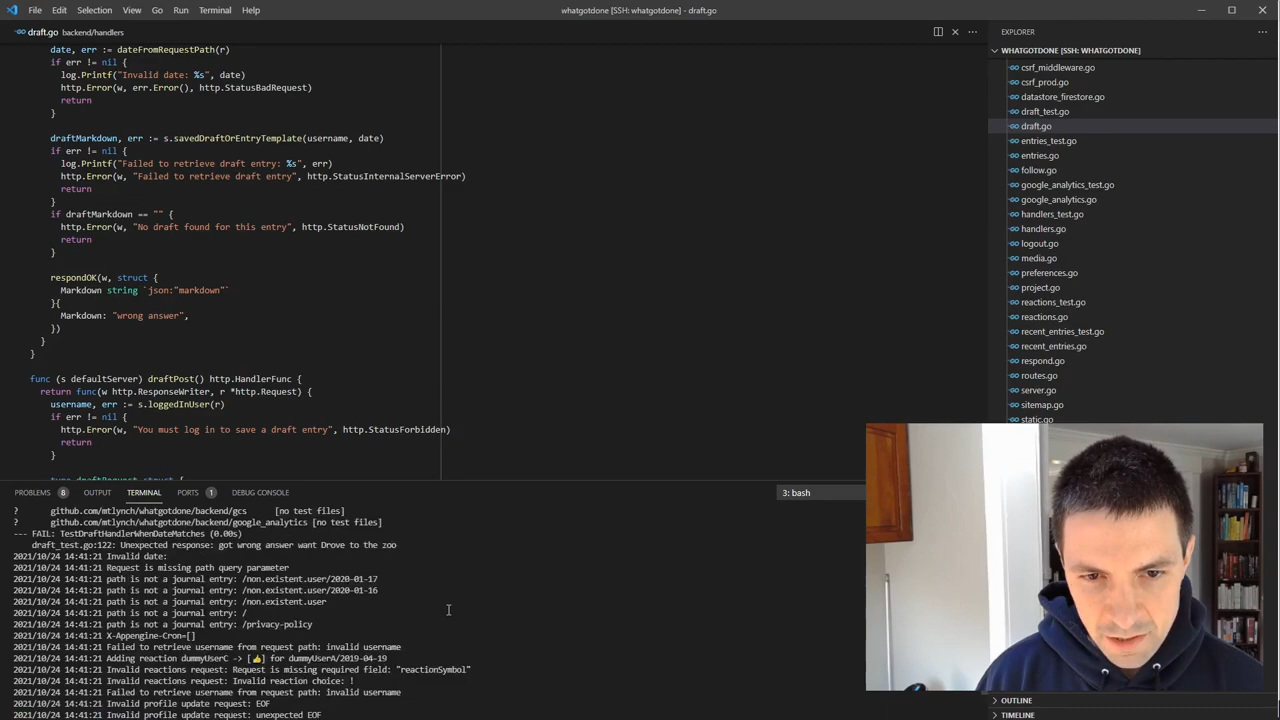 File Edit Selection View Go Run Terminal Help
whatgotdone [SSH: whatgotdone] - draft.go
draft.go backend/handlers
date, err := dateFromRequestPath(r)
if err != nil {
log.Printf("Invalid date: %s", date)
http.Error(w, err.Error(), http.StatusBadRequest)
return
}
draftMarkdown, err := s.savedDraftOrEntryTemplate(username, date)
if err != nil {
log.Printf("Failed to retrieve draft entry: %s", err)
http.Error(w, "Failed to retrieve draft entry", http.StatusInternalServerError)
return
}
if draftMarkdown == "" {
http.Error(w, "No draft found for this entry", http.StatusNotFound)
return
}
respondOK(w, struct {
Markdown string `json:"markdown"`
}{
Markdown: "wrong answer",
})
}
}
func (s defaultServer) draftPost() http.HandlerFunc {
return func(w http.ResponseWriter, r *http.Request) {
username, err := s.loggedInUser(r)
if err != nil {
http.Error(w, "You must log in to save a draft entry", http.StatusForbidden)
return
}
type draftRequest struct {
EXPLORER
WHATGOTDONE [SSH: WHATGOTDONE]
csrf_middleware.go
csrf_prod.go
datastore_firestore.go
draft_test.go
draft.go
entries_test.go
entries.go
follow.go
google_analytics_test.go
google_analytics.go
handlers_test.go
handlers.go
logout.go
media.go
preferences.go
project.go
reactions_test.go
reactions.go
recent_entries_test.go
recent_entries.go
respond.go
routes.go
server.go
sitemap.go
static.go
OUTLINE
TIMELINE
PROBLEMS 8 OUTPUT TERMINAL PORTS 1 DEBUG CONSOLE
3: bash
? github.com/mtlynch/whatgotdone/backend/gcs [no test files]
? github.com/mtlynch/whatgotdone/backend/google_analytics [no test files]
--- FAIL: TestDraftHandlerWhenDateMatches (0.00s)
draft_test.go:122: Unexpected response: got wrong answer want Drove to the zoo
2021/10/24 14:41:21 Invalid date:
2021/10/24 14:41:21 Request is missing path query parameter
2021/10/24 14:41:21 path is not a journal entry: /non.existent.user/2020-01-17
2021/10/24 14:41:21 path is not a journal entry: /non.existent.user/2020-01-16
2021/10/24 14:41:21 path is not a journal entry: /non.existent.user
2021/10/24 14:41:21 path is not a journal entry: /
2021/10/24 14:41:21 path is not a journal entry: /privacy-policy
2021/10/24 14:41:21 X-Appengine-Cron=[]
2021/10/24 14:41:21 Failed to retrieve username from request path: invalid username
2021/10/24 14:41:21 Adding reaction dummyUserC -> [👍] for dummyUserA/2019-04-19
2021/10/24 14:41:21 Invalid reactions request: Request is missing required field: "reactionSymbol"
2021/10/24 14:41:21 Invalid reactions request: Invalid reaction choice: !
2021/10/24 14:41:21 Failed to retrieve username from request path: invalid username
2021/10/24 14:41:21 Invalid profile update request: EOF
2021/10/24 14:41:21 Invalid profile update request: unexpected EOF